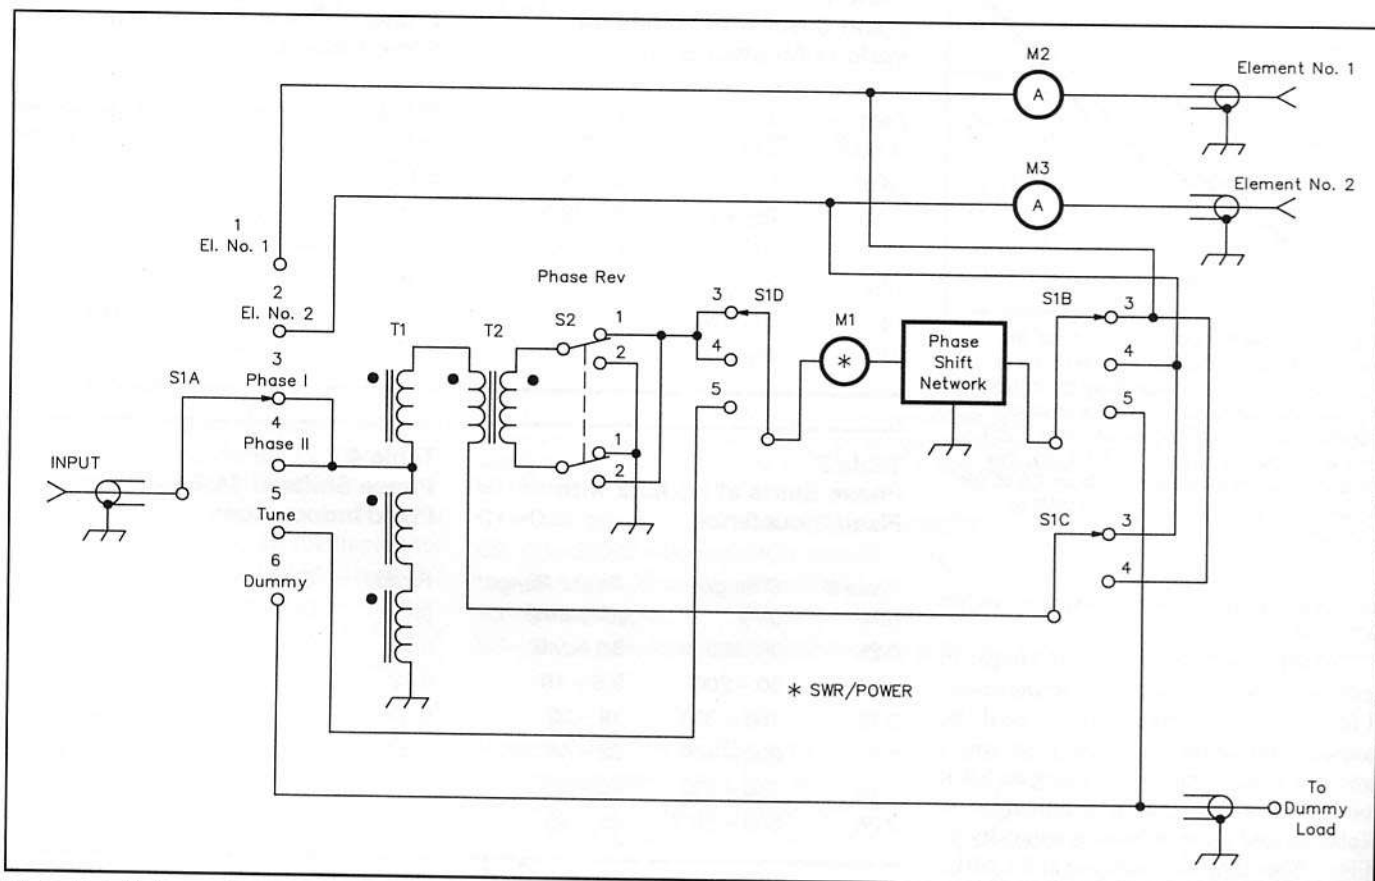 M2
Element No. 1
A
M3
Element No. 2
A
1
El. No. 1
2
El. No. 2
Phase Rev
3
Phase I
S1A
4
Phase II
INPUT
5
Tune
6
Dummy
T1
T2
S2
1
2
1
2
3
S1D
4
5
M1
*
Phase
Shift
Network
S1B
3
4
5
S1C
3
4
* SWR/POWER
To
Dummy
Load